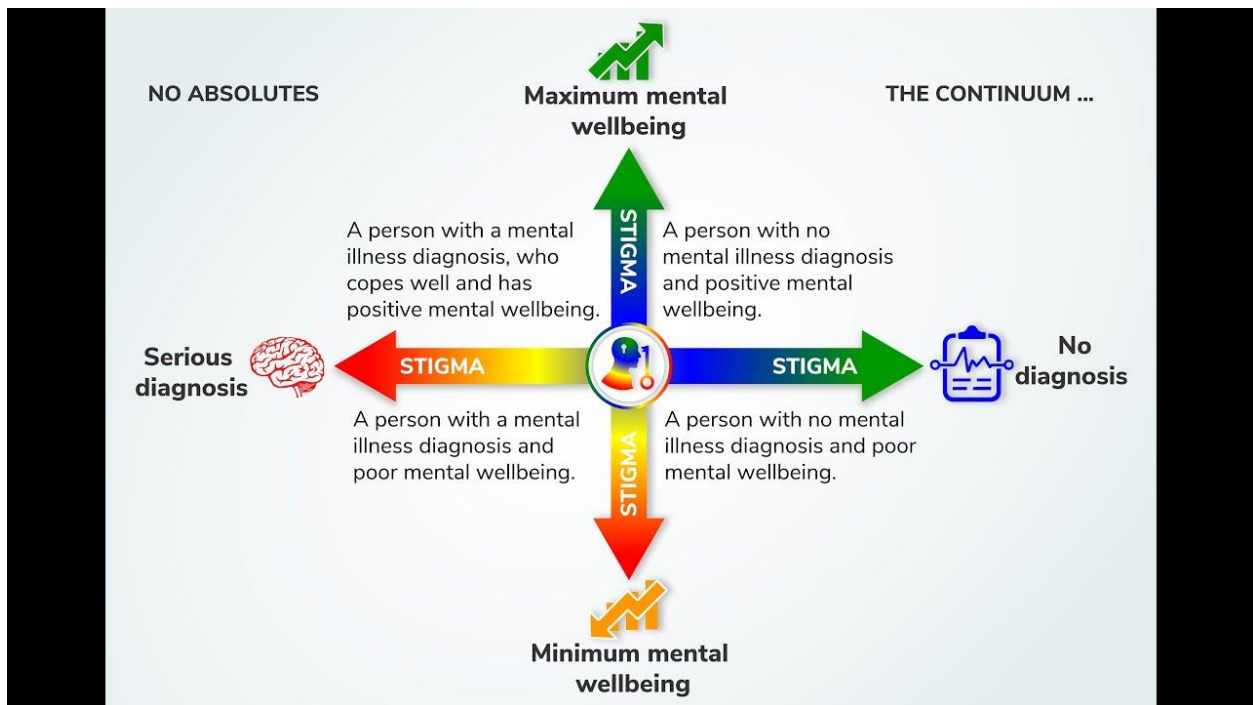 NO ABSOLUTES
Maximum mental
wellbeing
THE CONTINUUM ...
STIGMA
A person with a mental
illness diagnosis, who
copes well and has
positive mental wellbeing.
A person with no
mental illness diagnosis
and positive mental
wellbeing.
Serious
diagnosis
STIGMA
STIGMA
No
diagnosis
A person with a mental
illness diagnosis and
poor mental wellbeing.
STIGMA
A person with no mental
illness diagnosis and poor
mental wellbeing.
Minimum mental
wellbeing